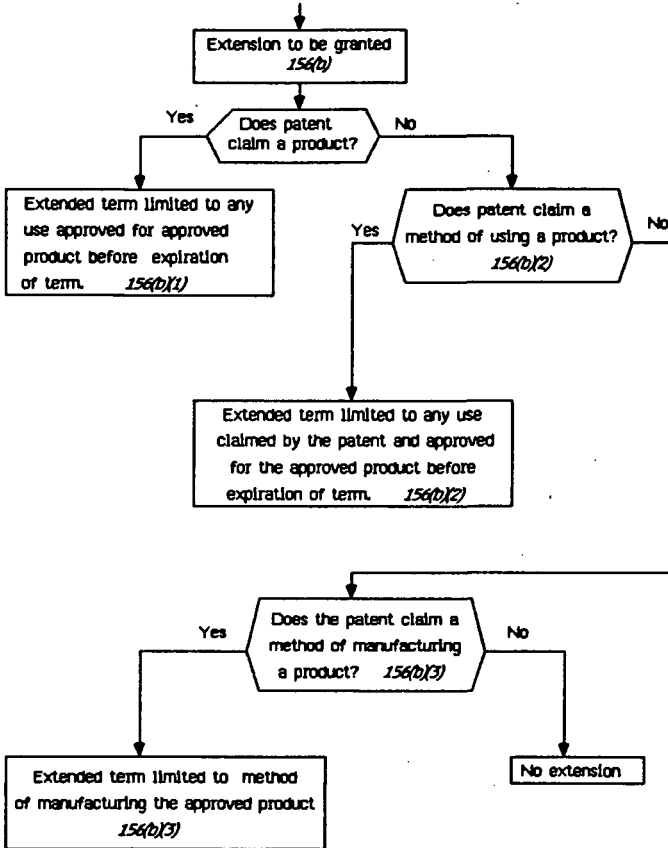 Extension to be granted
156(b)
Yes
Does patent
claim a product?
No
Extended term limited to any
use approved for approved
product before expiration
of term. 156(b)(1)
Yes
Does patent claim a
method of using a product?
156(b)(2)
No
Extended term limited to any use
claimed by the patent and approved
for the approved product before
expiration of term. 156(b)(2)
Yes
Does the patent claim a
method of manufacturing
a product? 156(b)(3)
No
Extended term limited to method
of manufacturing the approved product
156(b)(3)
No extension